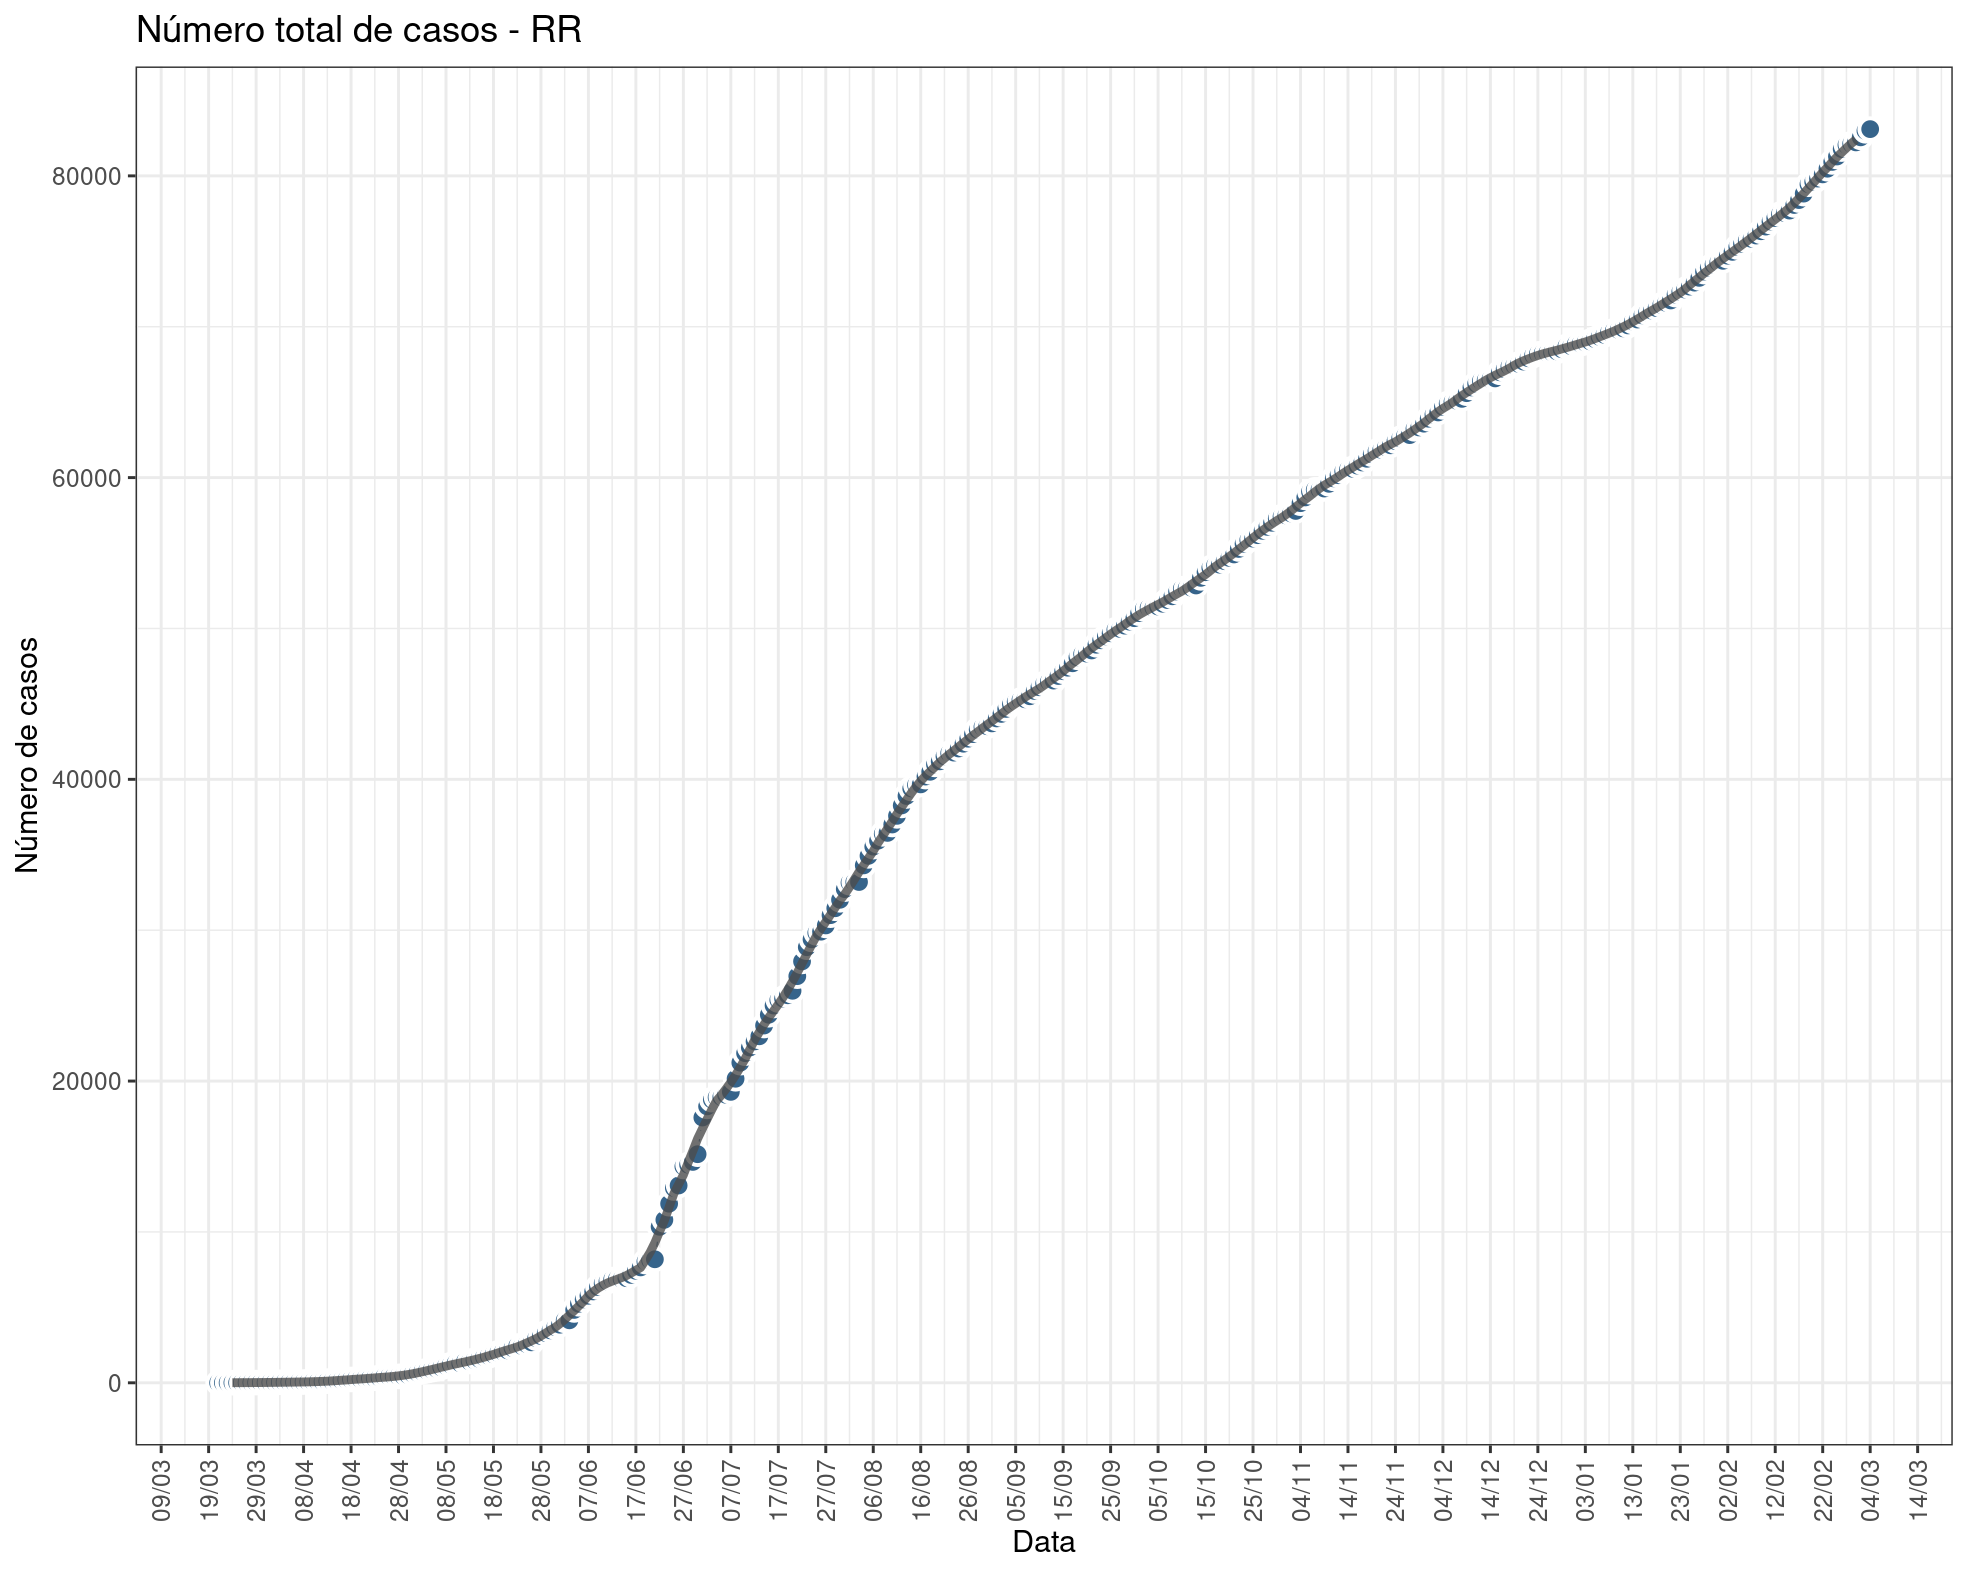 Número total de casos - RR
Número de casos
80000
60000
40000
20000
0
09/03 19/03 29/03 08/04 18/04 28/04 08/05 18/05 28/05 07/06 17/06 27/06 07/07 17/07 27/07 06/08 16/08 26/08 05/09 15/09 25/09 05/10 15/10 25/10 04/11 14/11 24/11 04/12 14/12 24/12 03/01 13/01 23/01 02/02 12/02 22/02 04/03 14/03
Data